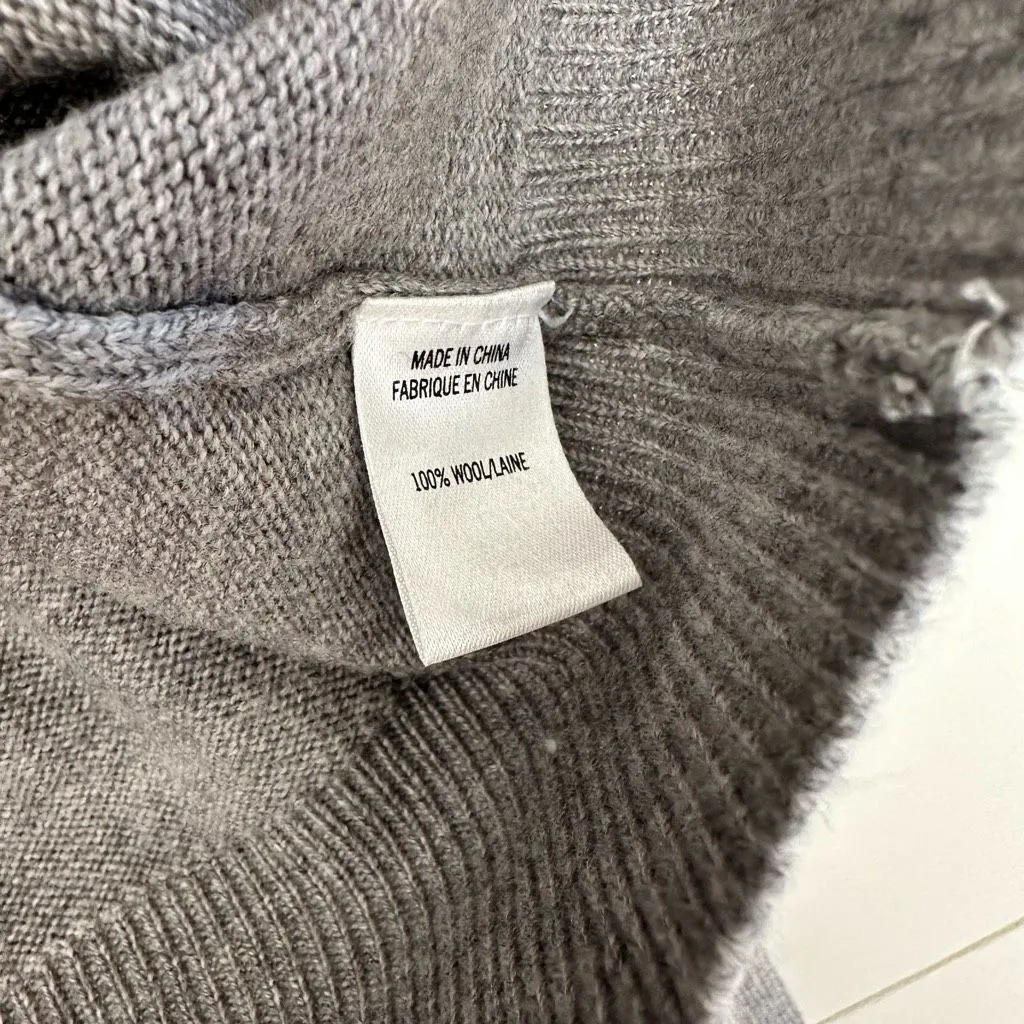 MADE IN CHINA
FABRIQUE EN CHINE
100% WOOL/LAINE